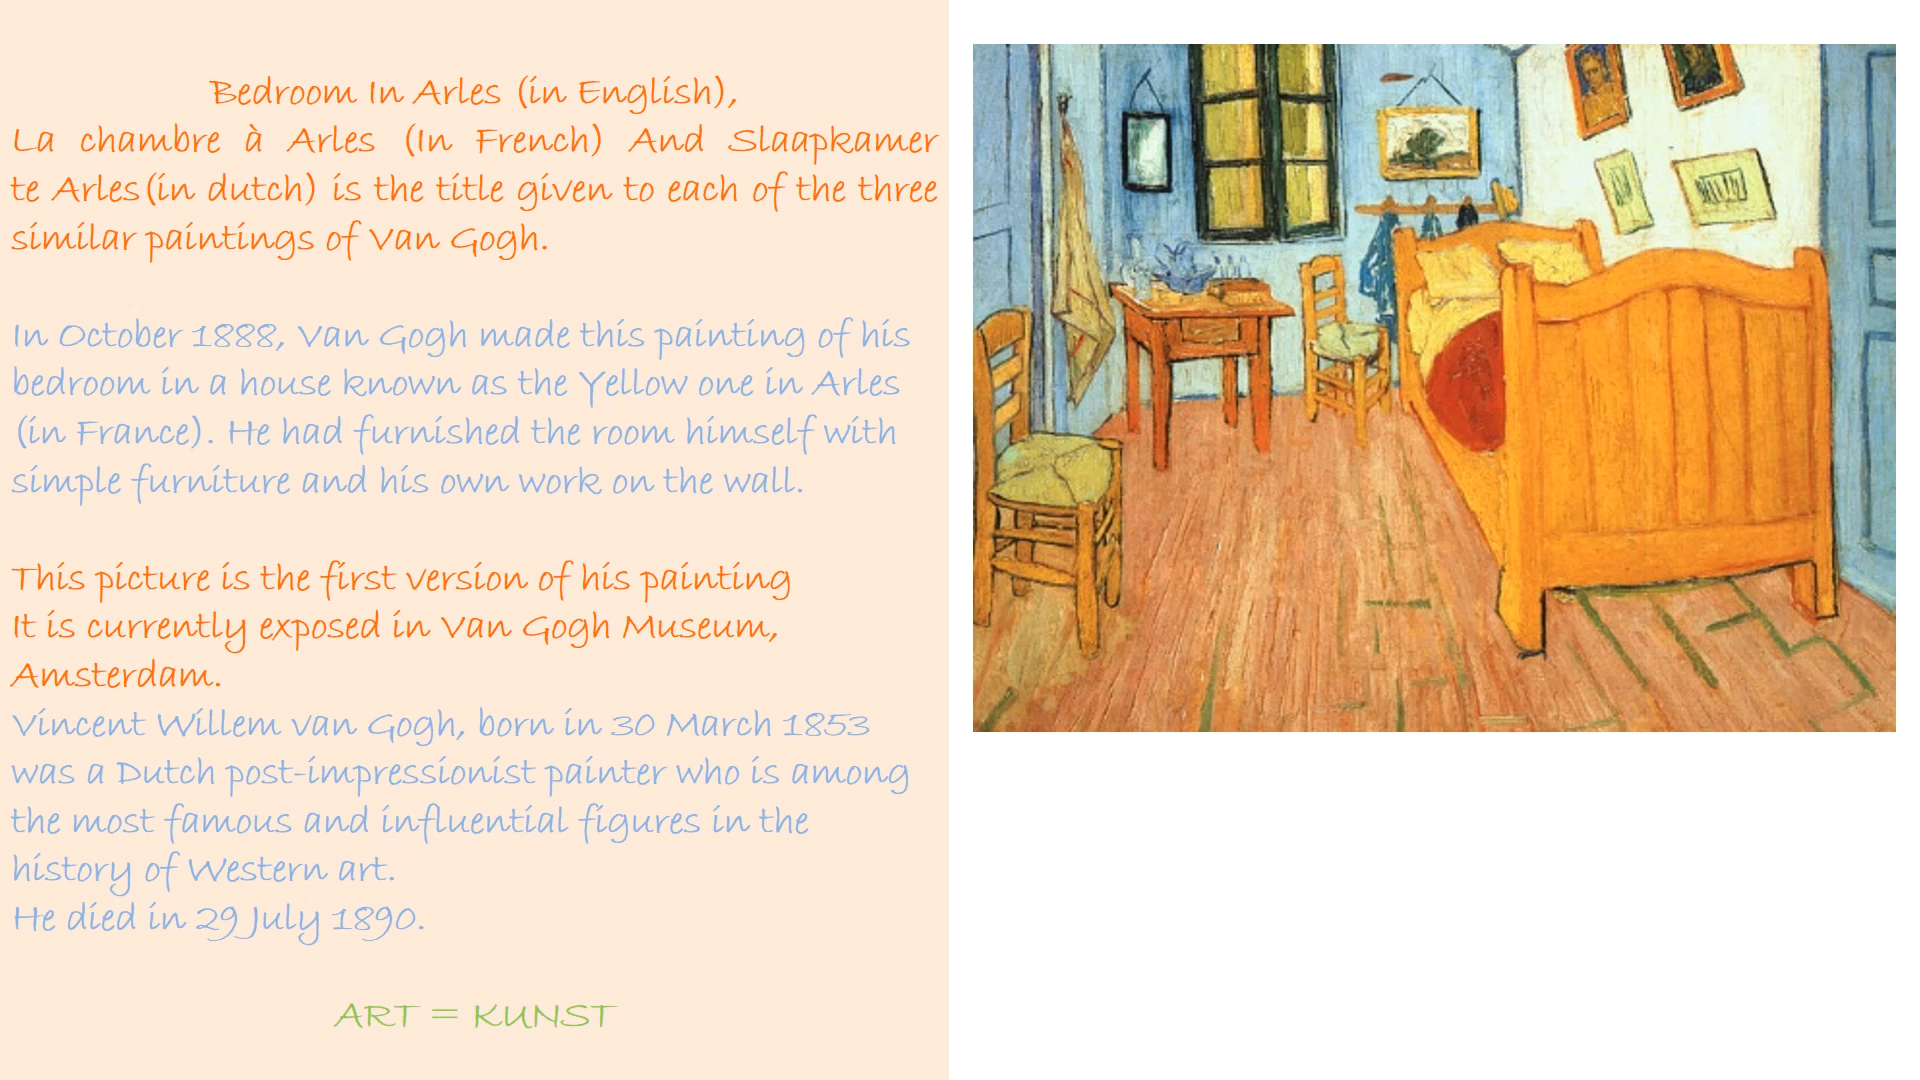 Bedroom In Arles (in English),
La chambre à Arles (In French) And Slaapkamer
te Arles(in dutch) is the title given to each of the three
similar paintings of Van Gogh.
In October 1888, Van Gogh made this painting of his
bedroom in a house known as the Yellow one in Arles
(in France). He had furnished the room himself with
simple furniture and his own work on the wall.
This picture is the first version of his painting
It is currently exposed in Van Gogh Museum,
Amsterdam.
Vincent Willem van Gogh, born in 30 March 1853
was a Dutch post-impressionist painter who is among
the most famous and influential figures in the
history of Western art.
He died in 29 July 1890.
ART = KUNST